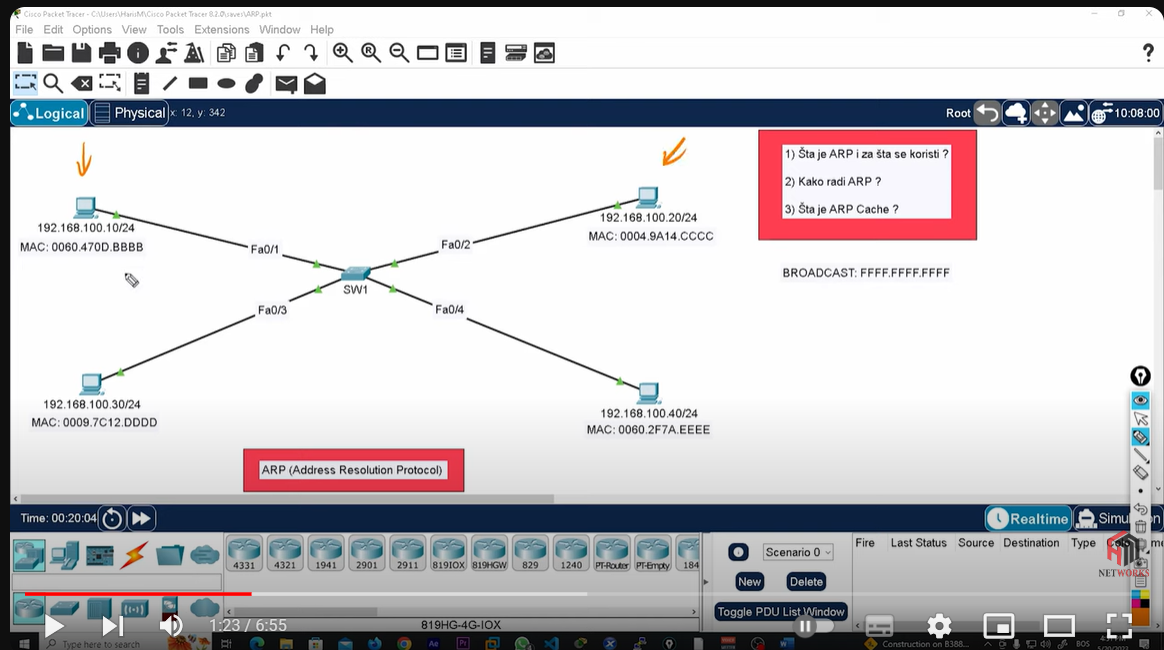 Cisco Packet Tracer - C:\Users\HaruM\Cisco Packet Tracer 8.2.0\saves\ARP.pkt
File Edit Options View Tools Extensions Window Help
Logical Physical x: 12, y: 342 Root 10:08:00
1) Šta je ARP i za šta se koristi ?
2) Kako radi ARP ?
3) Šta je ARP Cache ?
192.168.100.10/24
MAC: 0060.470D.BBBB
192.168.100.20/24
MAC: 0004.9A14.CCCC
Fa0/1
Fa0/2
BROADCAST: FFFF.FFFF.FFFF
SW1
Fa0/3
Fa0/4
192.168.100.30/24
MAC: 0009.7C12.DDDD
192.168.100.40/24
MAC: 0060.2F7A.EEEE
ARP (Address Resolution Protocol)
Time: 00:20:04 Realtime Simu
4331 4321 1941 2901 2911 819IOX 819HGW 829 1240 PT-Router PT-Empty 184
Scenario 0
New Delete
Toggle PDU List Window
Fire Last Status Source Destination Type
NETWORKS
819HG-4G-IOX
1:23 / 6:55
Type here to search
Construction on B388...
BOS